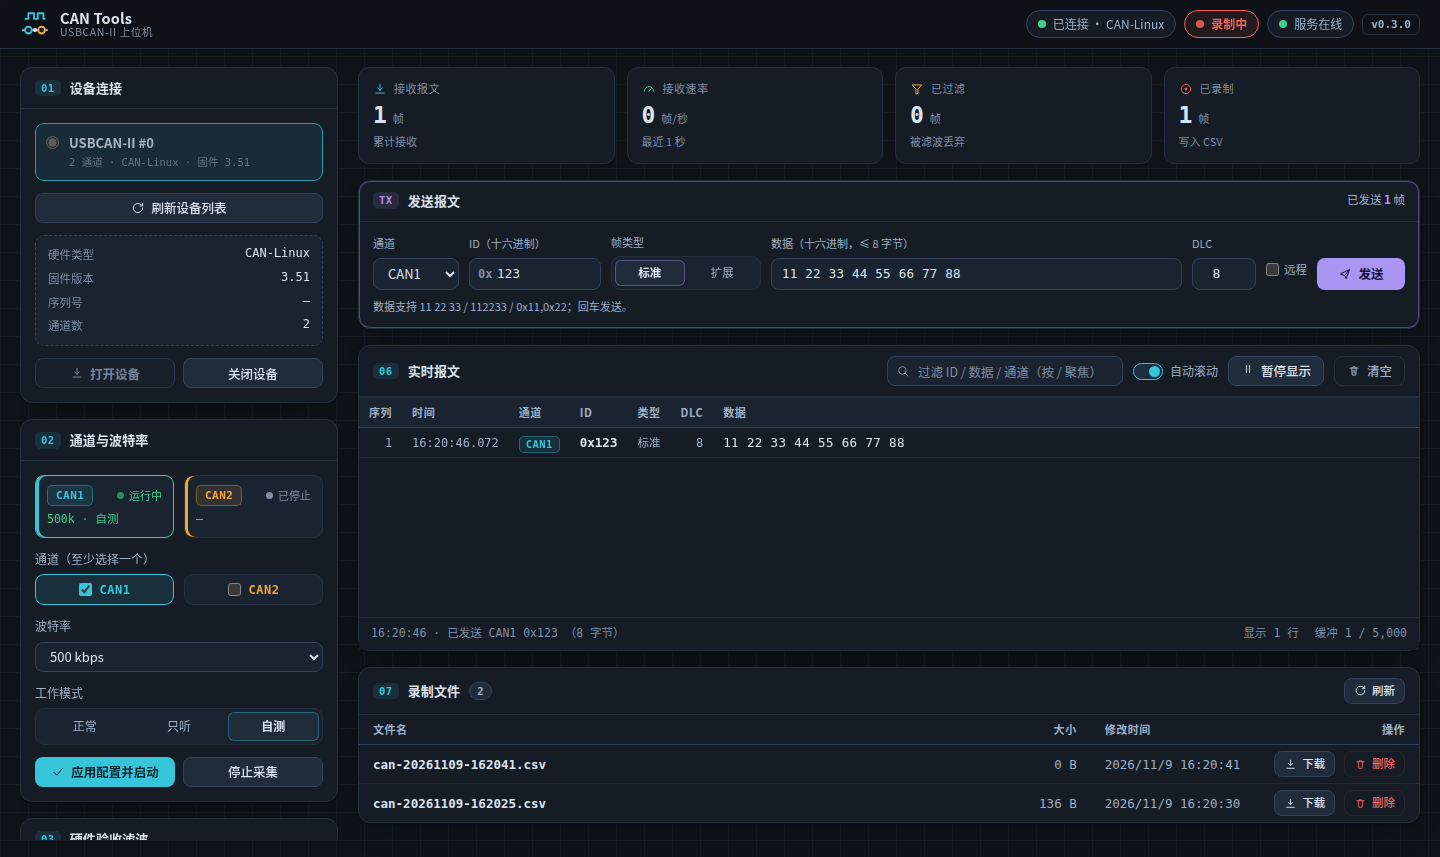 CAN Tools
USBCAN-II 上位机
已连接 · CAN-Linux
录制中
服务在线
v0.3.0
01 设备连接
USBCAN-II #0
2 通道 · CAN-Linux · 固件 3.51
刷新设备列表
硬件类型 CAN-Linux
固件版本 3.51
序列号 —
通道数 2
打开设备 关闭设备
02 通道与波特率
CAN1 运行中
500k · 自测
CAN2 已停止
—
通道（至少选择一个）
CAN1 CAN2
波特率
500 kbps
工作模式
正常 只听 自测
应用配置并启动 停止采集
03 硬件验收滤波
接收报文
1 帧
累计接收
接收速率
0 帧/秒
最近 1 秒
已过滤
0 帧
被滤波丢弃
已录制
1 帧
写入 CSV
TX 发送报文 已发送 1 帧
通道 ID（十六进制） 帧类型 数据（十六进制，≤ 8 字节） DLC
CAN1 0x 123 标准 扩展 11 22 33 44 55 66 77 88 8 远程 发送
数据支持 11 22 33 / 112233 / 0x11,0x22；回车发送。
06 实时报文 过滤 ID / 数据 / 通道（按 / 聚焦） 自动滚动 暂停显示 清空
序列 时间 通道 ID 类型 DLC 数据
1 16:20:46.072 CAN1 0x123 标准 8 11 22 33 44 55 66 77 88
16:20:46 · 已发送 CAN1 0x123 （8 字节） 显示 1 行 缓冲 1 / 5,000
07 录制文件 2 刷新
文件名 大小 修改时间 操作
can-20261109-162041.csv 0 B 2026/11/9 16:20:41 下载 删除
can-20261109-162025.csv 136 B 2026/11/9 16:20:30 下载 删除